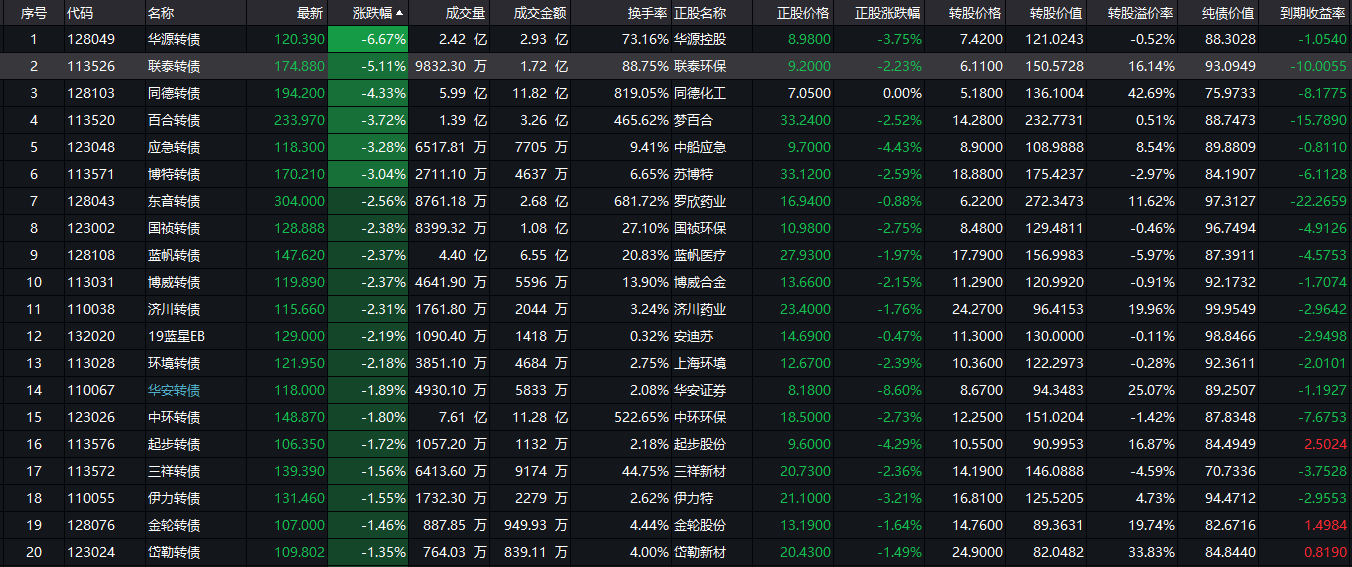 序号 代码 名称 最新 涨跌幅▲ 成交量 成交金额 换手率 正股名称 正股价格 正股涨跌幅 转股价格 转股价值 转股溢价率 纯债价值 到期收益率
1 128049 华源转债 120.390 -6.67% 2.42 亿 2.93 亿 73.16% 华源控股 8.9800 -3.75% 7.4200 121.0243 -0.52% 88.3028 -1.0540
2 113526 联泰转债 174.880 -5.11% 9832.30 万 1.72 亿 88.75% 联泰环保 9.2000 -2.23% 6.1100 150.5728 16.14% 93.0949 -10.0055
3 128103 同德转债 194.200 -4.33% 5.99 亿 11.82 亿 819.05% 同德化工 7.0500 0.00% 5.1800 136.1004 42.69% 75.9733 -8.1775
4 113520 百合转债 233.970 -3.72% 1.39 亿 3.26 亿 465.62% 梦百合 33.2400 -2.52% 14.2800 232.7731 0.51% 88.7473 -15.7890
5 123048 应急转债 118.300 -3.28% 6517.81 万 7705 万 9.41% 中船应急 9.7000 -4.43% 8.9000 108.9888 8.54% 89.8809 -0.8110
6 113571 博特转债 170.210 -3.04% 2711.10 万 4637 万 6.65% 苏博特 33.1200 -2.59% 18.8800 175.4237 -2.97% 84.1907 -6.1128
7 128043 东音转债 304.000 -2.56% 8761.18 万 2.68 亿 681.72% 罗欣药业 16.9400 -0.88% 6.2200 272.3473 11.62% 97.3127 -22.2659
8 123002 国祯转债 128.888 -2.38% 8399.32 万 1.08 亿 27.10% 国祯环保 10.9800 -2.75% 8.4800 129.4811 -0.46% 96.7494 -4.9126
9 128108 蓝帆转债 147.620 -2.37% 4.40 亿 6.55 亿 20.83% 蓝帆医疗 27.9300 -1.97% 17.7900 156.9983 -5.97% 87.3911 -4.5753
10 113031 博威转债 119.890 -2.37% 4641.90 万 5596 万 13.90% 博威合金 13.6600 -2.15% 11.2900 120.9920 -0.91% 92.1732 -1.7074
11 110038 济川转债 115.660 -2.31% 1761.80 万 2044 万 3.24% 济川药业 23.4000 -1.76% 24.2700 96.4153 19.96% 99.9549 -2.9642
12 132020 19蓝星EB 129.000 -2.19% 1090.40 万 1418 万 0.32% 安迪苏 14.6900 -0.47% 11.3000 130.0000 -0.11% 98.8466 -2.9498
13 113028 环境转债 121.950 -2.18% 3851.10 万 4684 万 2.75% 上海环境 12.6700 -2.39% 10.3600 122.2973 -0.28% 92.3611 -2.0101
14 110067 华安转债 118.000 -1.89% 4930.10 万 5833 万 2.08% 华安证券 8.1800 -8.60% 8.6700 94.3483 25.07% 89.2507 -1.1927
15 123026 中环转债 148.870 -1.80% 7.61 亿 11.28 亿 522.65% 中环环保 18.5000 -2.73% 12.2500 151.0204 -1.42% 87.8348 -7.6753
16 113576 起步转债 106.350 -1.72% 1057.20 万 1132 万 2.18% 起步股份 9.6000 -4.29% 10.5500 90.9953 16.87% 84.4949 2.5024
17 113572 三祥转债 139.390 -1.56% 6413.60 万 9174 万 44.75% 三祥新材 20.7300 -2.36% 14.1900 146.0888 -4.59% 70.7336 -3.7528
18 110055 伊力转债 131.460 -1.55% 1732.30 万 2279 万 2.62% 伊力特 21.1000 -3.21% 16.8100 125.5205 4.73% 94.4712 -2.9553
19 128076 金轮转债 107.000 -1.46% 887.85 万 949.93 万 4.44% 金轮股份 13.1900 -1.64% 14.7600 89.3631 19.74% 82.6716 1.4984
20 123024 岱勒转债 109.802 -1.35% 764.03 万 839.11 万 4.00% 岱勒新材 20.4300 -1.49% 24.9000 82.0482 33.83% 84.8440 0.8190